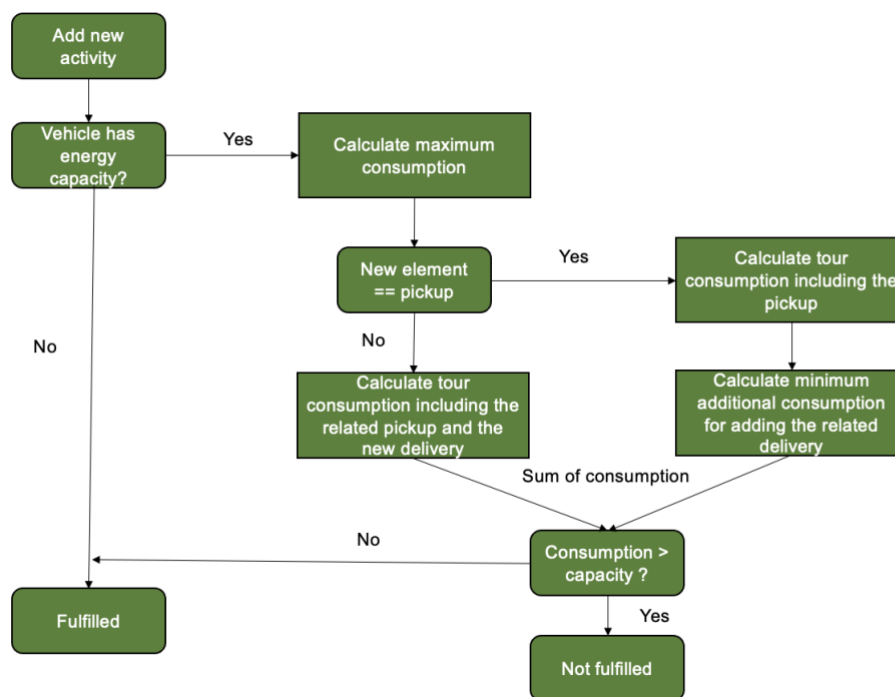 Add new
activity
Vehicle has
energy
capacity?
Yes
Calculate maximum
consumption
New element
== pickup
Yes
Calculate tour
consumption including the
pickup
No
No
Calculate tour
consumption including the
related pickup and the
new delivery
Calculate minimum
additional consumption
for adding the related
delivery
Sum of consumption
No
Consumption >
capacity ?
Fulfilled
Yes
Not fulfilled